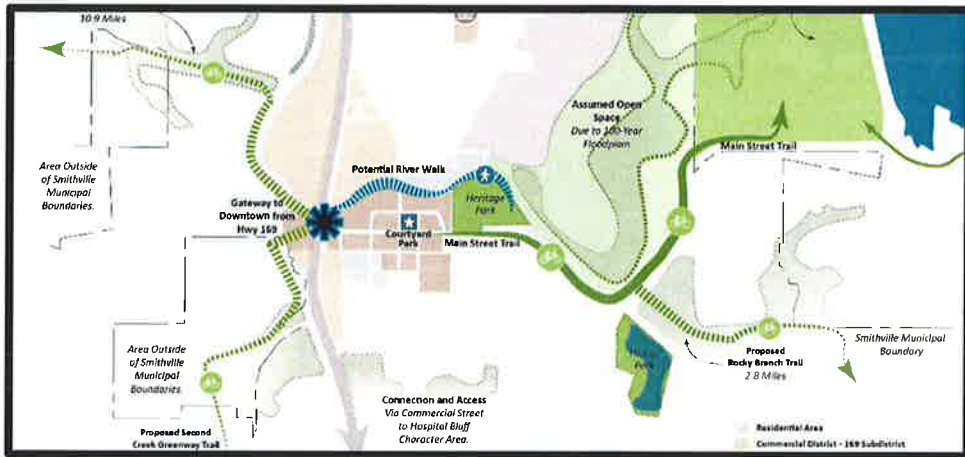 10.9 Miles
Area Outside
of Smithville
Municipal
Boundaries.
Gateway to
Downtown from
Hwy 169
Potential River Walk
Heritage
Park
Courtyard
Park
Main Street Trail
Assumed Open
Space
Due to 100-Year
Floodplain
Main Street Trail
Area Outside
of Smithville
Municipal
Boundaries.
Proposed Second
Creek Greenway Trail
Connection and Access
Via Commercial Street
to Hospital Bluff
Character Area.
Park
Proposed
Rocky Branch Trail
2.8 Miles
Smithville Municipal
Boundary
Residential Area
Commercial District - 169 Subdistrict